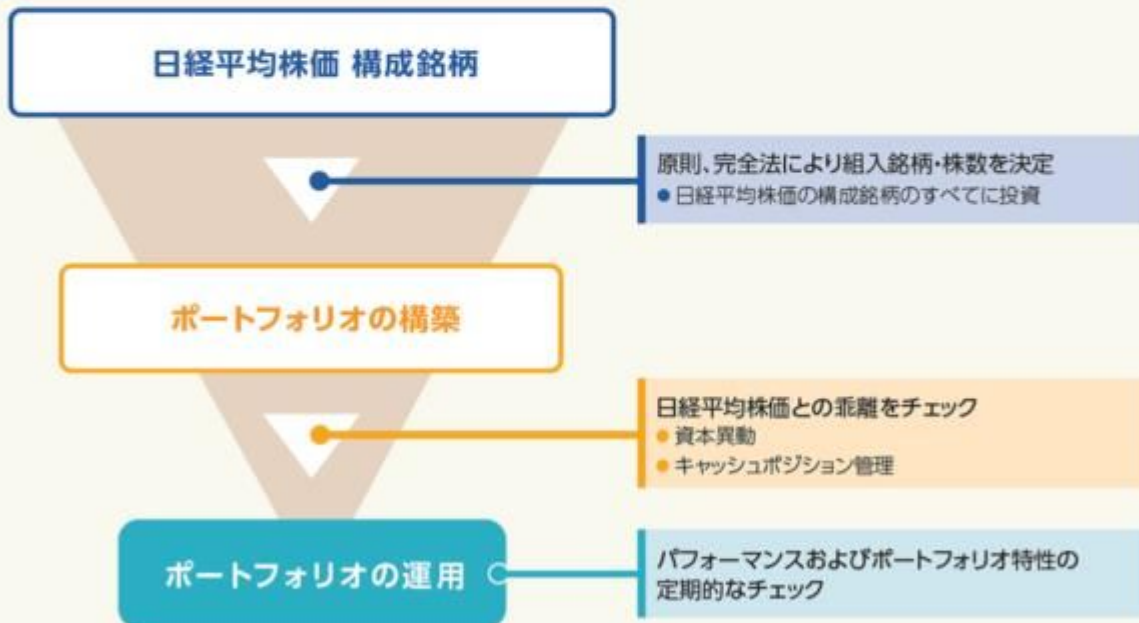 日経平均株価 構成銘柄
原則、完全法により組入銘柄・株数を決定
● 日経平均株価の構成銘柄のすべてに投資
ポートフォリオの構築
日経平均株価との乖離をチェック
● 資本異動
● キャッシュポジション管理
ポートフォリオの運用
パフォーマンスおよびポートフォリオ特性の
定期的なチェック